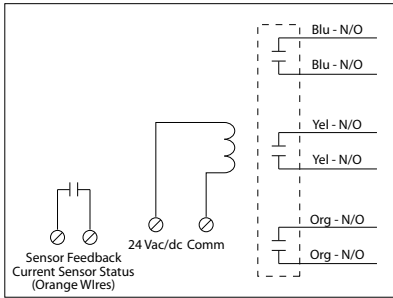 Blu - N/O
Blu - N/O
Yel - N/O
Yel - N/O
Org - N/O
Org - N/O
24 Vac/dc Comm
Sensor Feedback
Current Sensor Status
(Orange WIres)